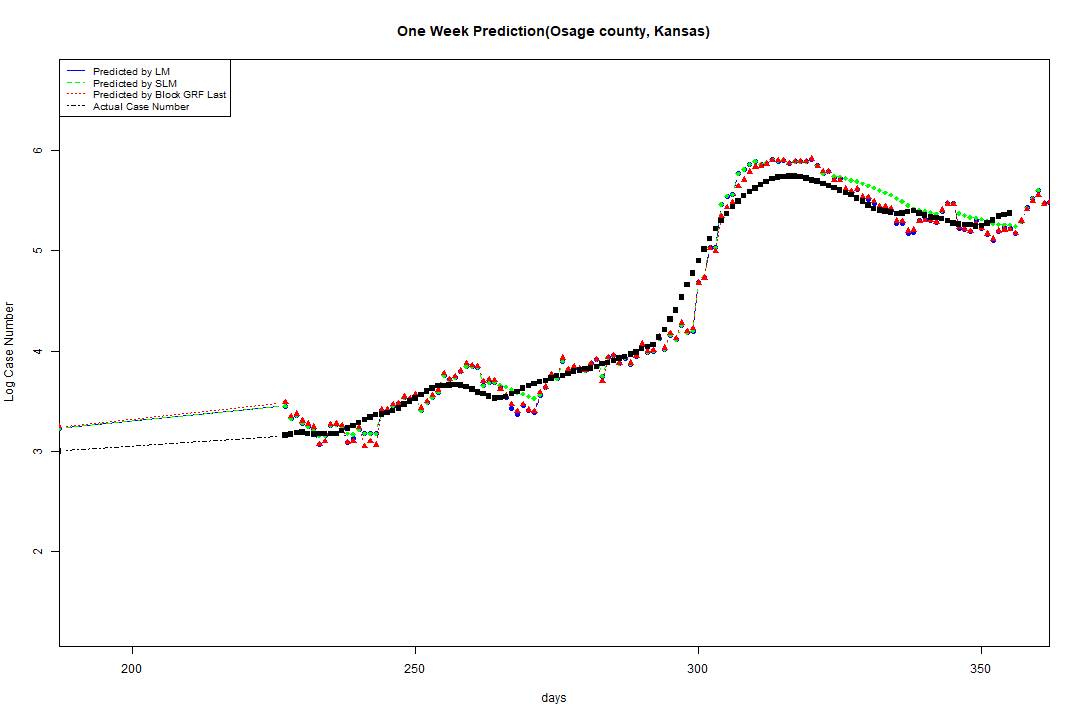 One Week Prediction(Osage county, Kansas)
Predicted by LM
Predicted by SLM
Predicted by Block GRF Last
Actual Case Number
Log Case Number
6
5
4
3
2
200 250 300 350
days